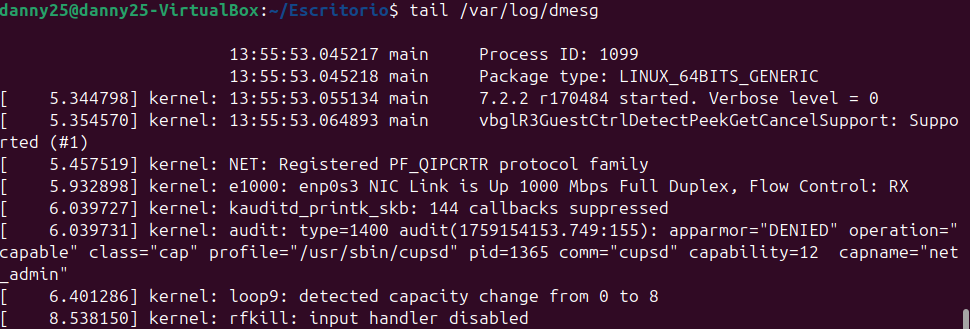 danny25@danny25-VirtualBox:~/Escritorio$ tail /var/log/dmesg
13:55:53.045217 main     Process ID: 1099
13:55:53.045218 main     Package type: LINUX_64BITS_GENERIC
[    5.344798] kernel: 13:55:53.055134 main     7.2.2 r170484 started. Verbose level = 0
[    5.354570] kernel: 13:55:53.064893 main     vbglR3GuestCtrlDetectPeekGetCancelSupport: Suppo
rted (#1)
[    5.457519] kernel: NET: Registered PF_QIPCRTR protocol family
[    5.932898] kernel: e1000: enp0s3 NIC Link is Up 1000 Mbps Full Duplex, Flow Control: RX
[    6.039727] kernel: kauditd_printk_skb: 144 callbacks suppressed
[    6.039731] kernel: audit: type=1400 audit(1759154153.749:155): apparmor="DENIED" operation="
capable" class="cap" profile="/usr/sbin/cupsd" pid=1365 comm="cupsd" capability=12  capname="net
_admin"
[    6.401286] kernel: loop9: detected capacity change from 0 to 8
[    8.538150] kernel: rfkill: input handler disabled